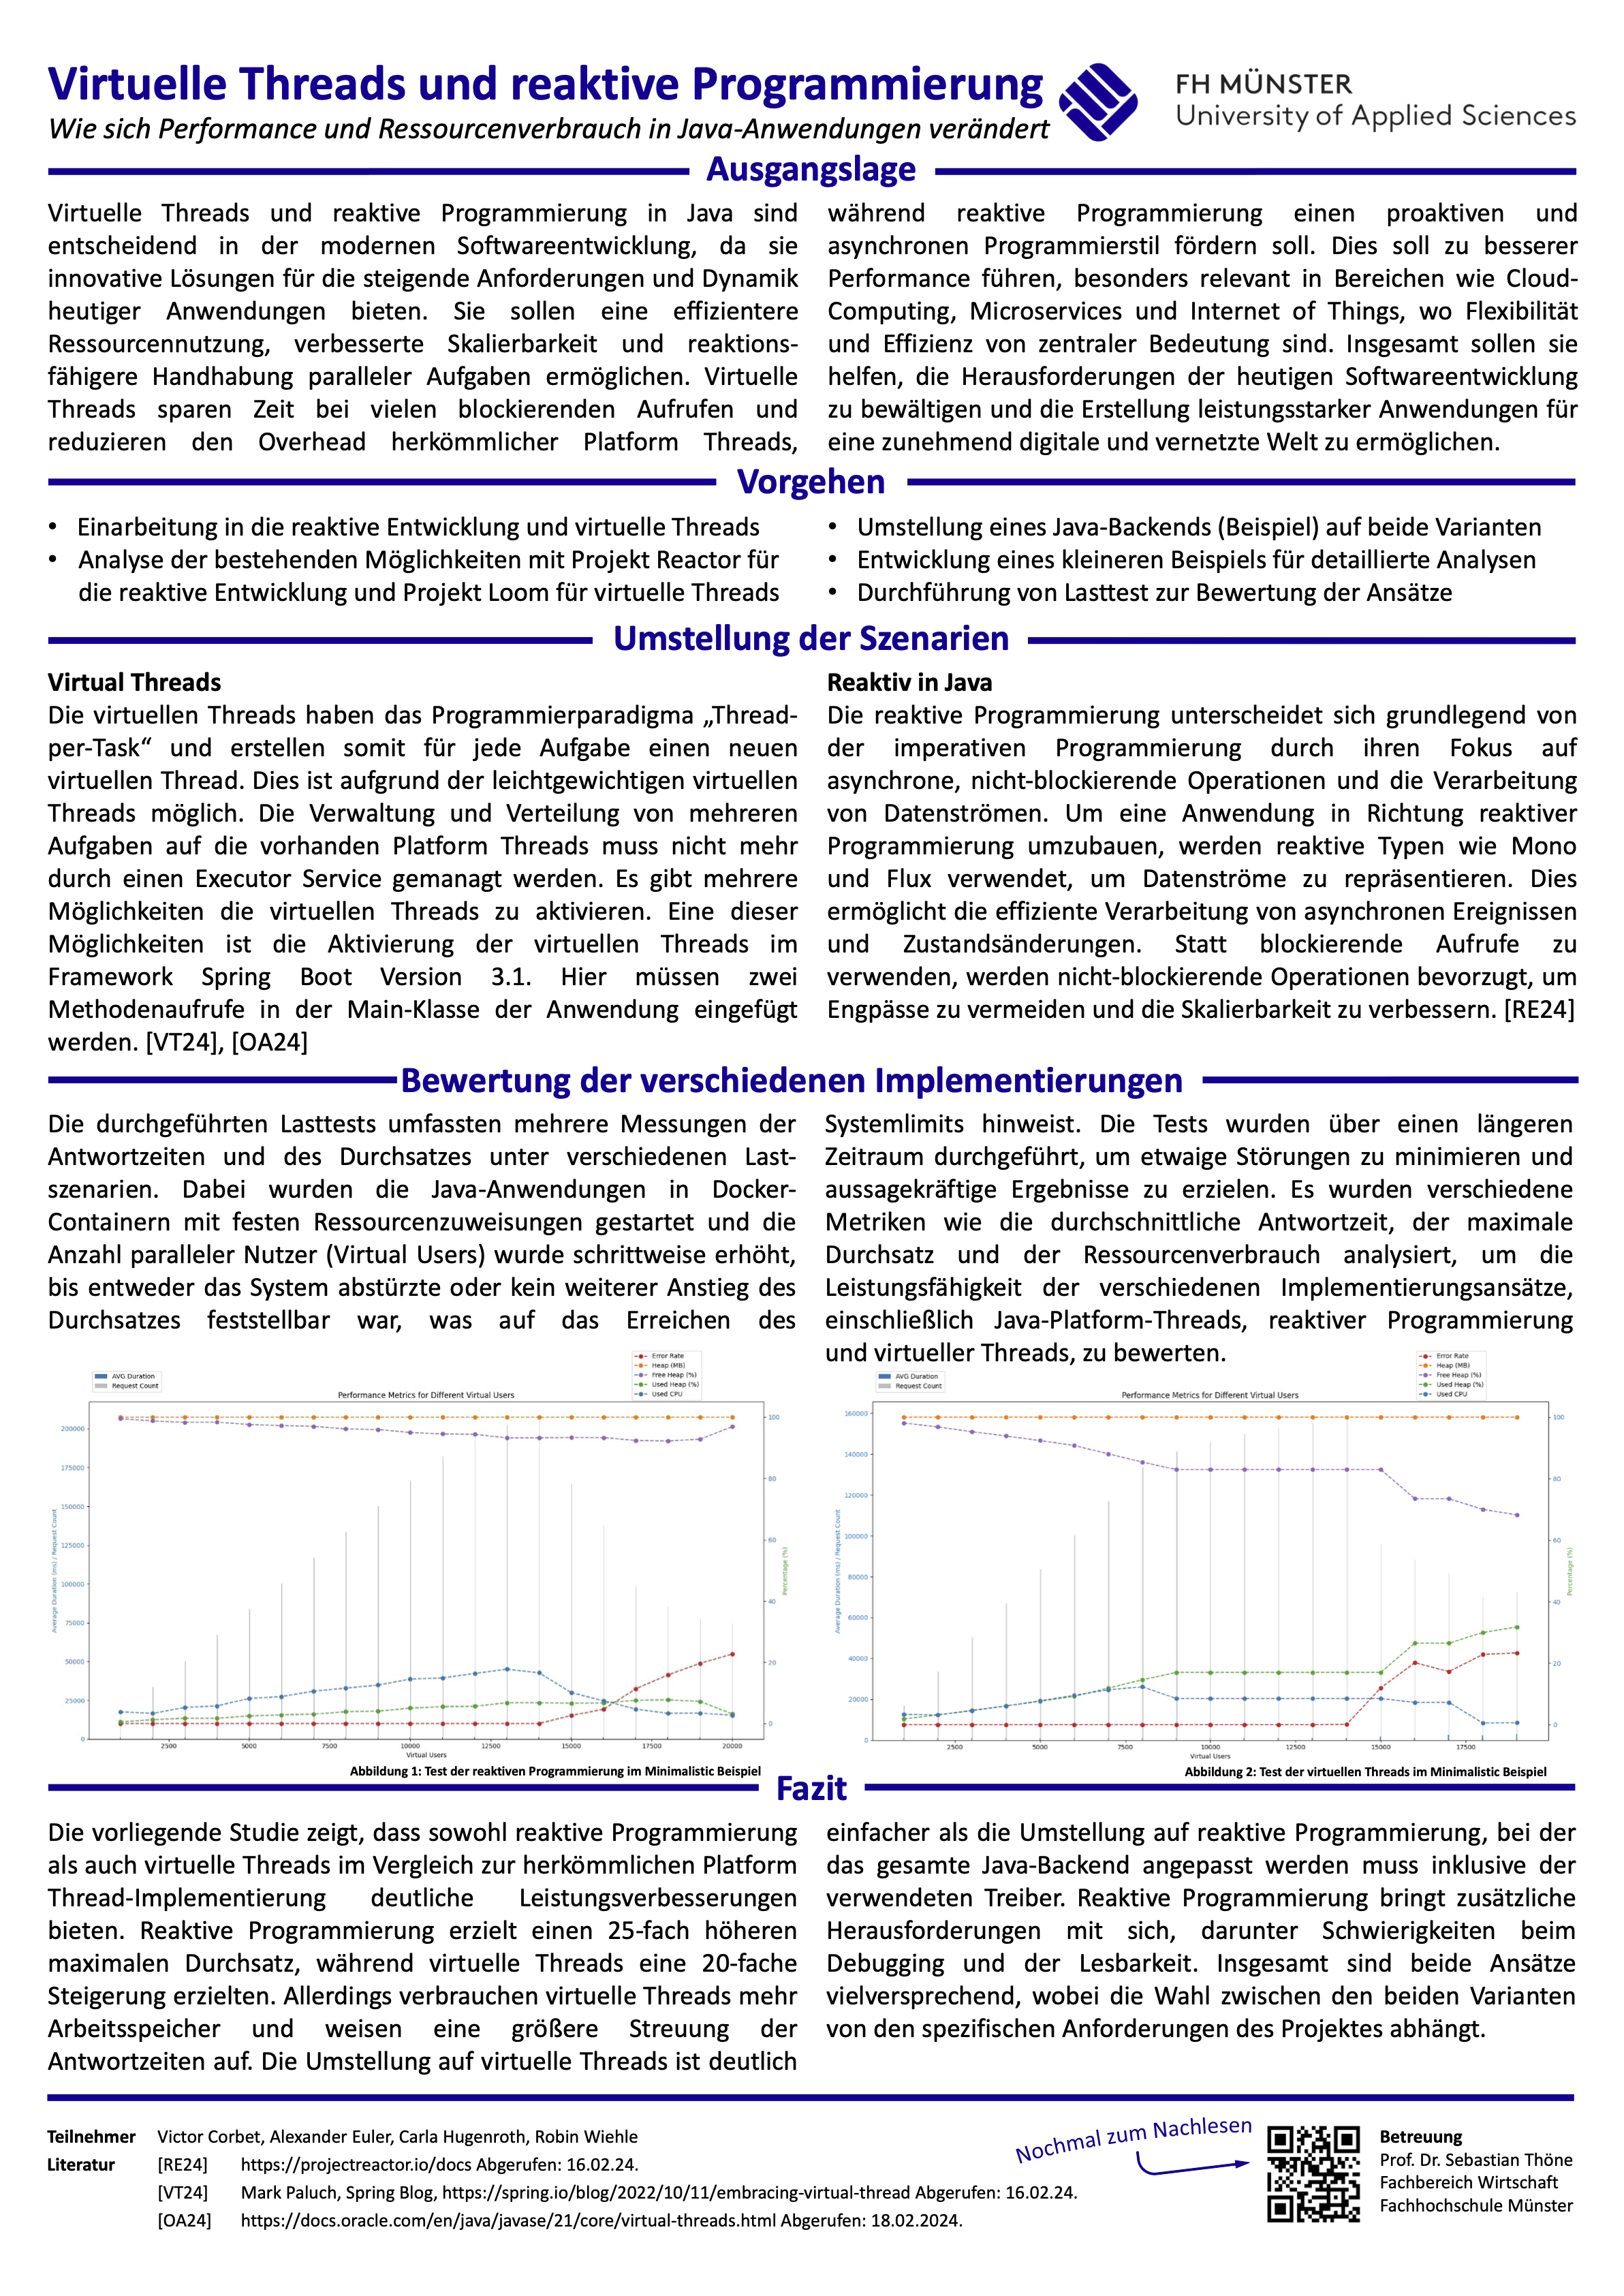 Virtuelle Threads und reaktive Programmierung
Wie sich Performance und Ressourcenverbrauch in Java-Anwendungen verändert
FH MÜNSTER
University of Applied Sciences
Ausgangslage
Virtuelle Threads und reaktive Programmierung in Java sind
entscheidend in der modernen Softwareentwicklung, da sie
innovative Lösungen für die steigende Anforderungen und Dynamik
heutiger Anwendungen bieten. Sie sollen eine effizientere
Ressourcennutzung, verbesserte Skalierbarkeit und reaktions-
fähigere Handhabung paralleler Aufgaben ermöglichen. Virtuelle
Threads sparen Zeit bei vielen blockierenden Aufrufen und
reduzieren den Overhead herkömmlicher Platform Threads,
während reaktive Programmierung einen proaktiven und
asynchronen Programmierstil fördern soll. Dies soll zu besserer
Performance führen, besonders relevant in Bereichen wie Cloud-
Computing, Microservices und Internet of Things, wo Flexibilität
und Effizienz von zentraler Bedeutung sind. Insgesamt sollen sie
helfen, die Herausforderungen der heutigen Softwareentwicklung
zu bewältigen und die Erstellung leistungsstarker Anwendungen für
eine zunehmend digitale und vernetzte Welt zu ermöglichen.
Vorgehen
• Einarbeitung in die reaktive Entwicklung und virtuelle Threads
• Analyse der bestehenden Möglichkeiten mit Projekt Reactor für
die reaktive Entwicklung und Projekt Loom für virtuelle Threads
• Umstellung eines Java-Backends (Beispiel) auf beide Varianten
• Entwicklung eines kleineren Beispiels für detaillierte Analysen
• Durchführung von Lasttest zur Bewertung der Ansätze
Umstellung der Szenarien
Virtual Threads
Die virtuellen Threads haben das Programmierparadigma „Thread-
per-Task“ und erstellen somit für jede Aufgabe einen neuen
virtuellen Thread. Dies ist aufgrund der leichtgewichtigen virtuellen
Threads möglich. Die Verwaltung und Verteilung von mehreren
Aufgaben auf die vorhanden Platform Threads muss nicht mehr
durch einen Executor Service gemanagt werden. Es gibt mehrere
Möglichkeiten die virtuellen Threads zu aktivieren. Eine dieser
Möglichkeiten ist die Aktivierung der virtuellen Threads im
Framework Spring Boot Version 3.1. Hier müssen zwei
Methodenaufrufe in der Main-Klasse der Anwendung eingefügt
werden. [VT24], [OA24]
Reaktiv in Java
Die reaktive Programmierung unterscheidet sich grundlegend von
der imperativen Programmierung durch ihren Fokus auf
asynchrone, nicht-blockierende Operationen und die Verarbeitung
von Datenströmen. Um eine Anwendung in Richtung reaktiver
Programmierung umzubauen, werden reaktive Typen wie Mono
und Flux verwendet, um Datenströme zu repräsentieren. Dies
ermöglicht die effiziente Verarbeitung von asynchronen Ereignissen
und Zustandsänderungen. Statt blockierende Aufrufe zu
verwenden, werden nicht-blockierende Operationen bevorzugt, um
Engpässe zu vermeiden und die Skalierbarkeit zu verbessern. [RE24]
Bewertung der verschiedenen Implementierungen
Die durchgeführten Lasttests umfassten mehrere Messungen der
Antwortzeiten und des Durchsatzes unter verschiedenen Last-
szenarien. Dabei wurden die Java-Anwendungen in Docker-
Containern mit festen Ressourcenzuweisungen gestartet und die
Anzahl paralleler Nutzer (Virtual Users) wurde schrittweise erhöht,
bis entweder das System abstürzte oder kein weiterer Anstieg des
Durchsatzes feststellbar war, was auf das Erreichen des
Systemlimits hinweist. Die Tests wurden über einen längeren
Zeitraum durchgeführt, um etwaige Störungen zu minimieren und
aussagekräftige Ergebnisse zu erzielen. Es wurden verschiedene
Metriken wie die durchschnittliche Antwortzeit, der maximale
Durchsatz und der Ressourcenverbrauch analysiert, um die
Leistungsfähigkeit der verschiedenen Implementierungsansätze,
einschließlich Java-Platform-Threads, reaktiver Programmierung
und virtueller Threads, zu bewerten.
AVG Duration
Request Count
Performance Metrics for Different Virtual Users
Error Rate
Heap (MB)
Free Heap (%)
Used Heap (%)
Used CPU
Average Duration (ms) / Request Count
200000
175000
150000
125000
100000
75000
50000
25000
0
100
80
60
40
20
0
Percentage (%)
2500 5000 7500 10000 12500 15000 17500 20000
Virtual Users
Abbildung 1: Test der reaktiven Programmierung im Minimalistic Beispiel
AVG Duration
Request Count
Performance Metrics for Different Virtual Users
Error Rate
Heap (MB)
Free Heap (%)
Used Heap (%)
Used CPU
Average Duration (ms) / Request Count
160000
140000
120000
100000
80000
60000
40000
20000
0
100
80
60
40
20
0
Percentage (%)
2500 5000 7500 10000 12500 15000 17500
Virtual Users
Abbildung 2: Test der virtuellen Threads im Minimalistic Beispiel
Fazit
Die vorliegende Studie zeigt, dass sowohl reaktive Programmierung
als auch virtuelle Threads im Vergleich zur herkömmlichen Platform
Thread-Implementierung deutliche Leistungsverbesserungen
bieten. Reaktive Programmierung erzielt einen 25-fach höheren
maximalen Durchsatz, während virtuelle Threads eine 20-fache
Steigerung erzielten. Allerdings verbrauchen virtuelle Threads mehr
Arbeitsspeicher und weisen eine größere Streuung der
Antwortzeiten auf. Die Umstellung auf virtuelle Threads ist deutlich
einfacher als die Umstellung auf reaktive Programmierung, bei der
das gesamte Java-Backend angepasst werden muss inklusive der
verwendeten Treiber. Reaktive Programmierung bringt zusätzliche
Herausforderungen mit sich, darunter Schwierigkeiten beim
Debugging und der Lesbarkeit. Insgesamt sind beide Ansätze
vielversprechend, wobei die Wahl zwischen den beiden Varianten
von den spezifischen Anforderungen des Projektes abhängt.
Teilnehmer Victor Corbet, Alexander Euler, Carla Hugenroth, Robin Wiehle
Literatur [RE24] https://projectreactor.io/docs Abgerufen: 16.02.24.
[VT24] Mark Paluch, Spring Blog, https://spring.io/blog/2022/10/11/embracing-virtual-thread Abgerufen: 16.02.24.
[OA24] https://docs.oracle.com/en/java/javase/21/core/virtual-threads.html Abgerufen: 18.02.2024.
Nochmal zum Nachlesen
Betreuung
Prof. Dr. Sebastian Thöne
Fachbereich Wirtschaft
Fachhochschule Münster